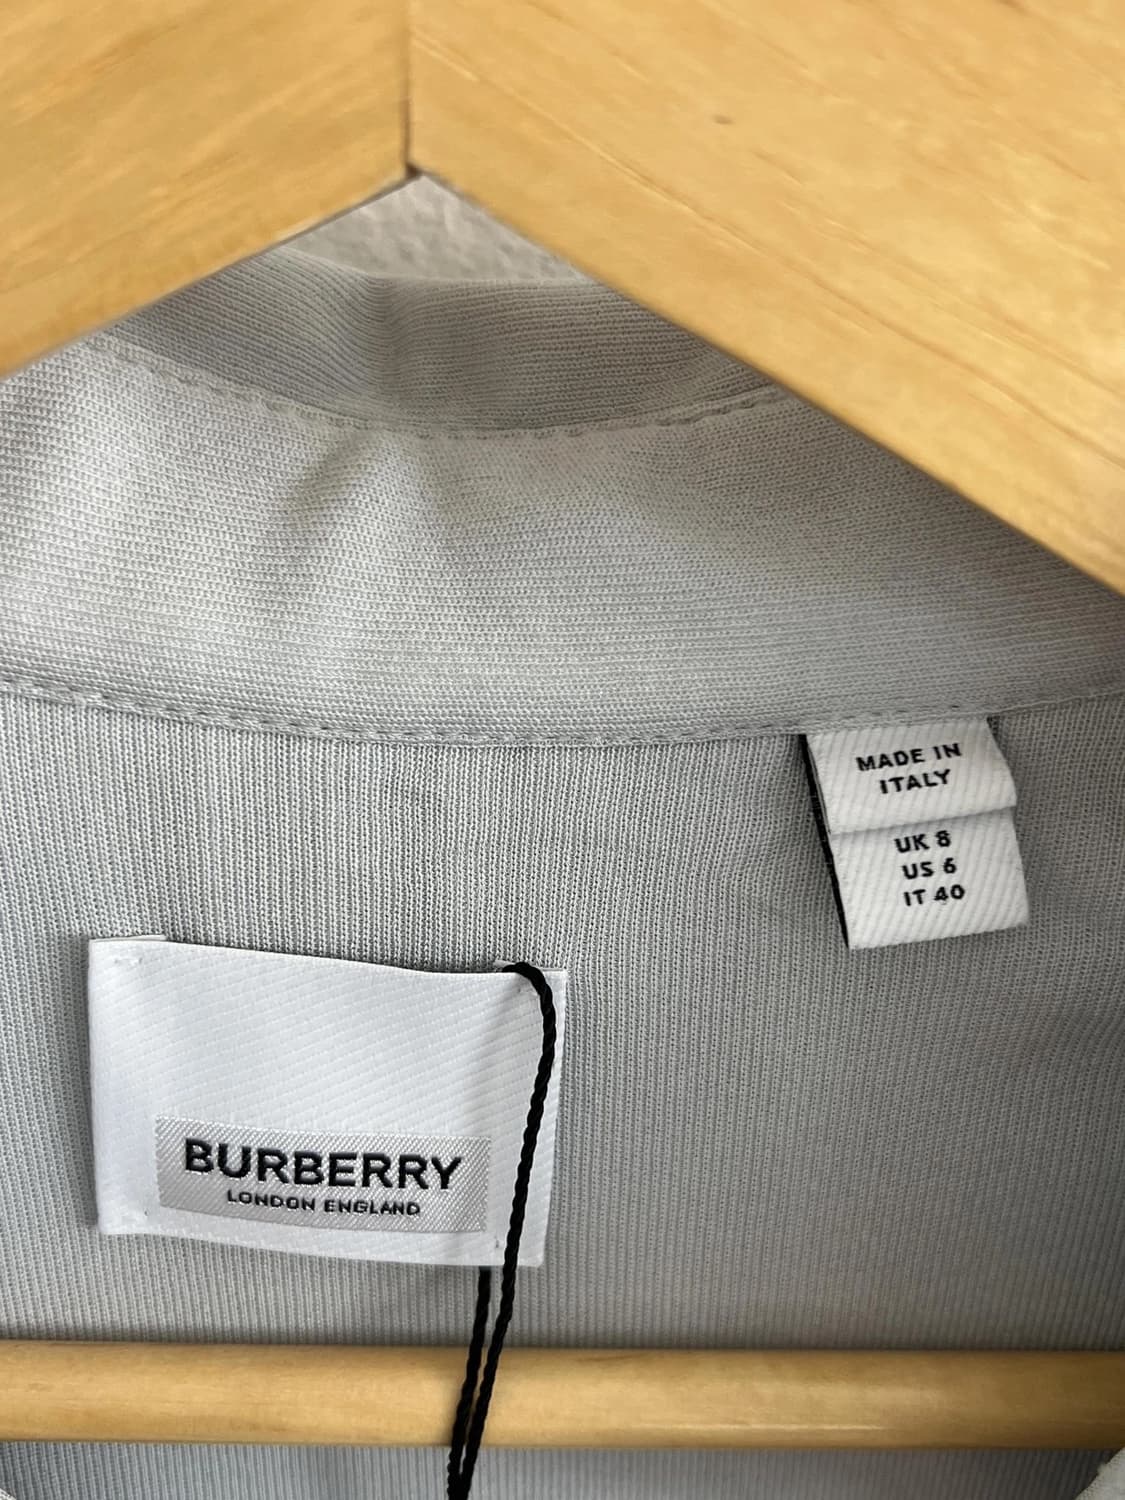 MADE IN
ITALY
UK 8
US 6
IT 40
BURBERRY
LONDON ENGLAND